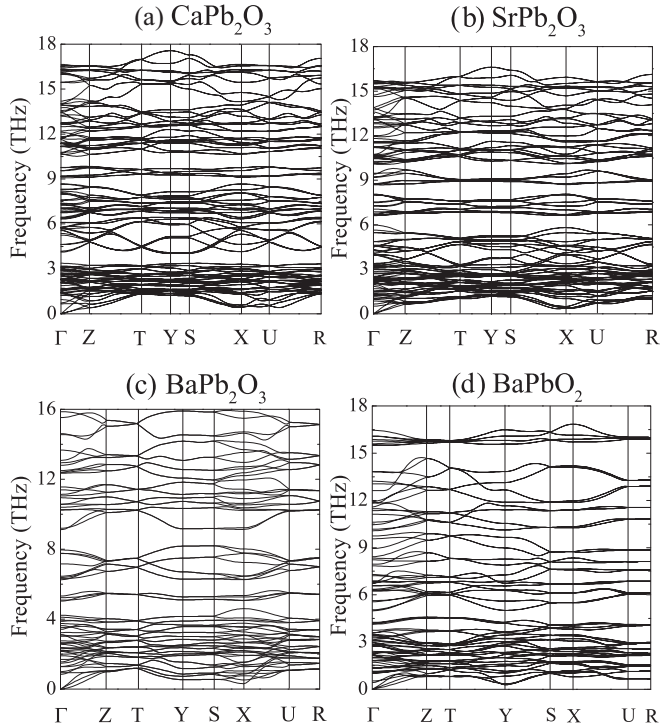 (a) CaPb₂O₃
(b) SrPb₂O₃
18
15
12
9
6
3
0
Frequency (THz)
Γ Z T Y S X U R
18
15
12
9
6
3
0
Frequency (THz)
Γ Z T Y S X U R
(c) BaPb₂O₃
(d) BaPbO₂
16
12
8
4
0
Frequency (THz)
Γ Z T Y S X U R
18
15
12
9
6
3
0
Frequency (THz)
Γ Z T Y S X U R